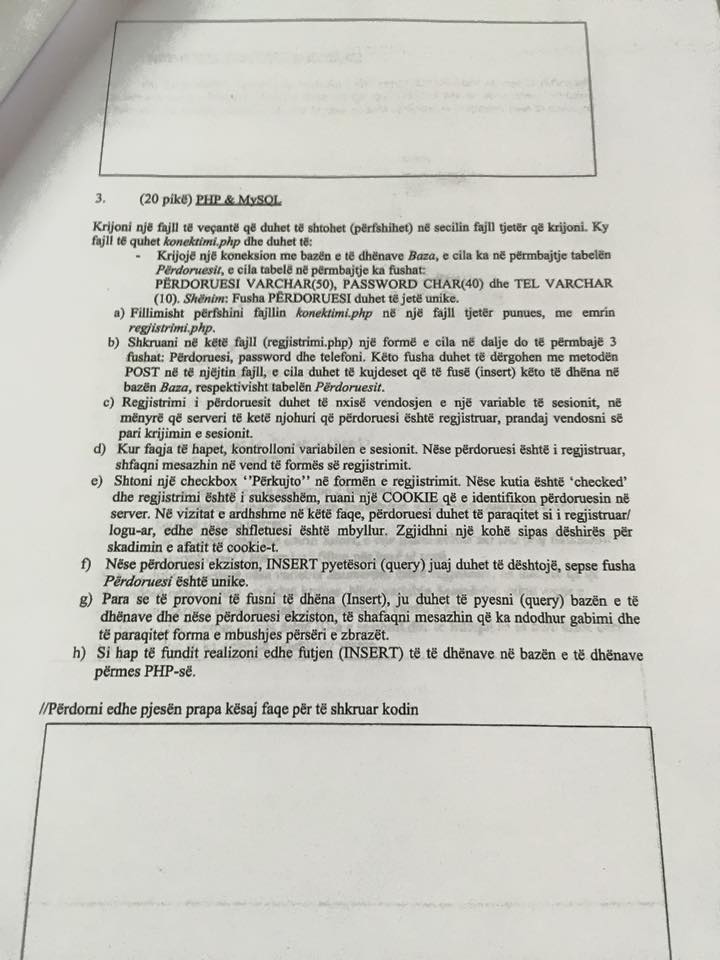 3. (20 pikë) PHP & MySQL
Krijoni një fajll të veçantë që duhet të shtohet (përfshihet) në secilin fajll tjetër që krijoni. Ky
fajll të quhet konektimi.php dhe duhet të:
- Krijojë një koneksion me bazën e të dhënave Baza, e cila ka në përmbajtje tabelën
Përdoruesit, e cila tabelë në përmbajtje ka fushat:
PËRDORUESI VARCHAR(50), PASSWORD CHAR(40) dhe TEL VARCHAR
(10). Shënim: Fusha PËRDORUESI duhet të jetë unike.
a) Fillimisht përfshini fajllin konektimi.php në një fajll tjetër punues, me emrin
regjistrimi.php.
b) Shkruani në këtë fajll (regjistrimi.php) një formë e cila në dalje do të përmbajë 3
fushat: Përdoruesi, password dhe telefoni. Këto fusha duhet të dërgohen me metodën
POST në të njëjtin fajll, e cila duhet të kujdeset që të fusë (insert) këto të dhëna në
bazën Baza, respektivisht tabelën Përdoruesit.
c) Regjistrimi i përdoruesit duhet të nxisë vendosjen e një variable të sesionit, në
mënyrë që serveri të ketë njohuri që përdoruesi është regjistruar, prandaj vendosni së
pari krijimin e sesionit.
d) Kur faqja të hapet, kontrolloni variabilen e sesionit. Nëse përdoruesi është i regjistruar,
shfaqni mesazhin në vend të formës së regjistrimit.
e) Shtoni një checkbox ‘’Përkujto’’ në formën e regjistrimit. Nëse kutia është ‘checked’
dhe regjistrimi është i suksesshëm, ruani një COOKIE që e identifikon përdoruesin në
server. Në vizitat e ardhshme në këtë faqe, përdoruesi duhet të paraqitet si i regjistruar/
logu-ar, edhe nëse shfletuesi është mbyllur. Zgjidhni një kohë sipas dëshirës për
skadimin e afatit të cookie-t.
f) Nëse përdoruesi ekziston, INSERT pyetësori (query) juaj duhet të dështojë, sepse fusha
Përdoruesi është unike.
g) Para se të provoni të fusni të dhëna (Insert), ju duhet të pyesni (query) bazën e të
dhënave dhe nëse përdoruesi ekziston, të shafaqni mesazhin që ka ndodhur gabimi dhe
të paraqitet forma e mbushjes përsëri e zbrazët.
h) Si hap të fundit realizoni edhe futjen (INSERT) të të dhënave në bazën e të dhënave
përmes PHP-së.
//Përdorni edhe pjesën prapa kësaj faqe për të shkruar kodin